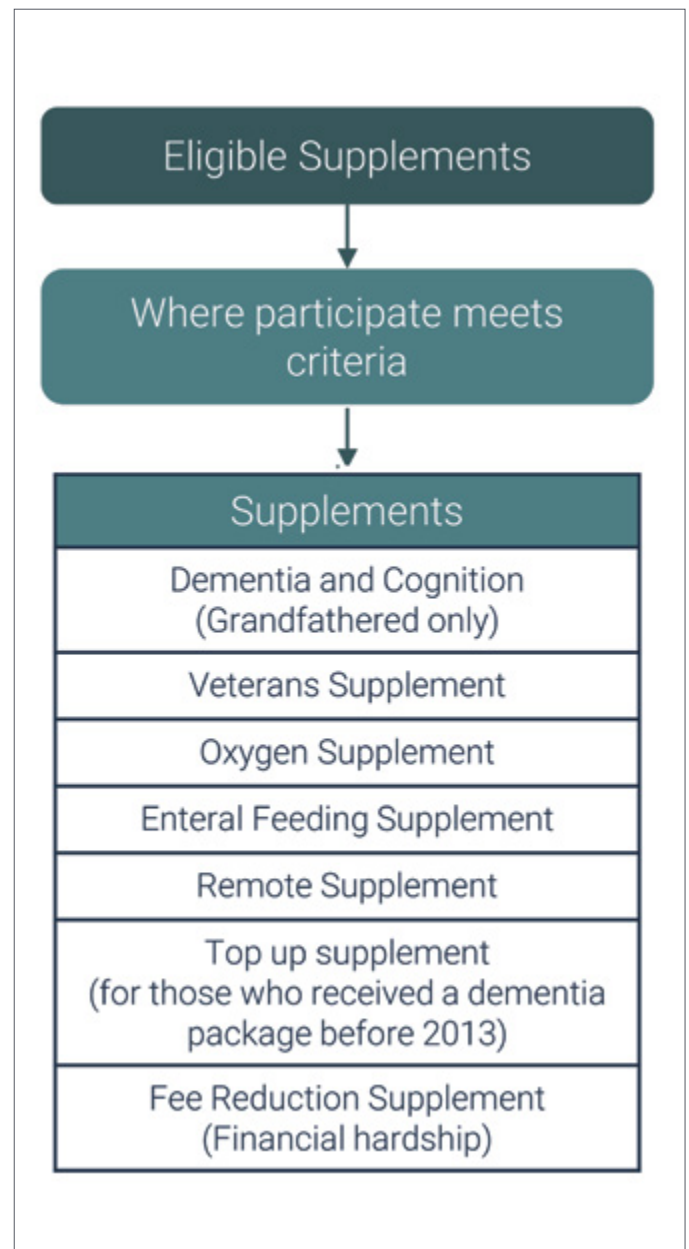 Eligible Supplements
Where participate meets
criteria
Supplements
Dementia and Cognition
(Grandfathered only)
Veterans Supplement
Oxygen Supplement
Enteral Feeding Supplement
Remote Supplement
Top up supplement
(for those who received a dementia
package before 2013)
Fee Reduction Supplement
(Financial hardship)